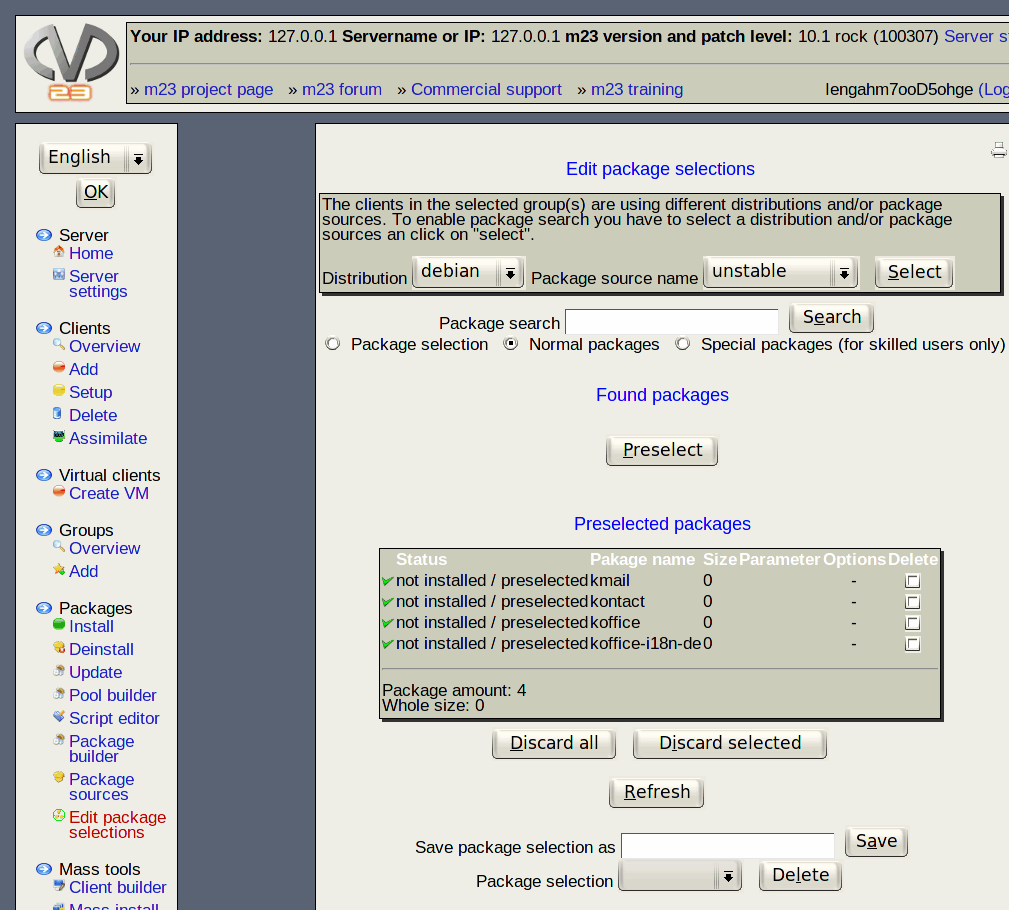 Your IP address: 127.0.0.1 Servername or IP: 127.0.0.1 m23 version and patch level: 10.1 rock (100307) Server s
» m23 project page » m23 forum » Commercial support » m23 training Iengahm7ooD5ohge (Log
23
English
OK
Server
Home
Server
settings
Clients
Overview
Add
Setup
Delete
Assimilate
Virtual clients
Create VM
Groups
Overview
Add
Packages
Install
Deinstall
Update
Pool builder
Script editor
Package
builder
Package
sources
Edit package
selections
Mass tools
Client builder
Mass install
Edit package selections
The clients in the selected group(s) are using different distributions and/or package
sources. To enable package search you have to select a distribution and/or package
sources an click on "select".
Distribution debian Package source name unstable Select
Package search Search
Package selection Normal packages Special packages (for skilled users only)
Found packages
Preselect
Preselected packages
Status Pakage name Size Parameter Options Delete
not installed / preselected kmail 0 -
not installed / preselected kontact 0 -
not installed / preselected koffice 0 -
not installed / preselected koffice-i18n-de 0 -
Package amount: 4
Whole size: 0
Discard all Discard selected
Refresh
Save package selection as Save
Package selection Delete